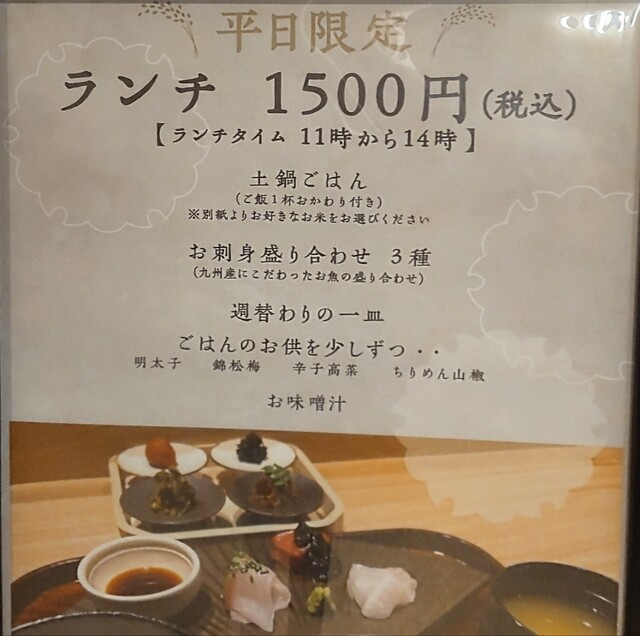 平日限定
ランチ 1500円(税込)
【ランチタイム 11時から14時】
土鍋ごはん
(ご飯1杯おかわり付き)
※別紙よりお好きなお米をお選びください
お刺身盛り合わせ 3種
(九州産にこだわったお魚の盛り合わせ)
週替わりの一皿
ごはんのお供を少しずつ・・
明太子 錦松梅 辛子高菜 ちりめん山椒
お味噌汁